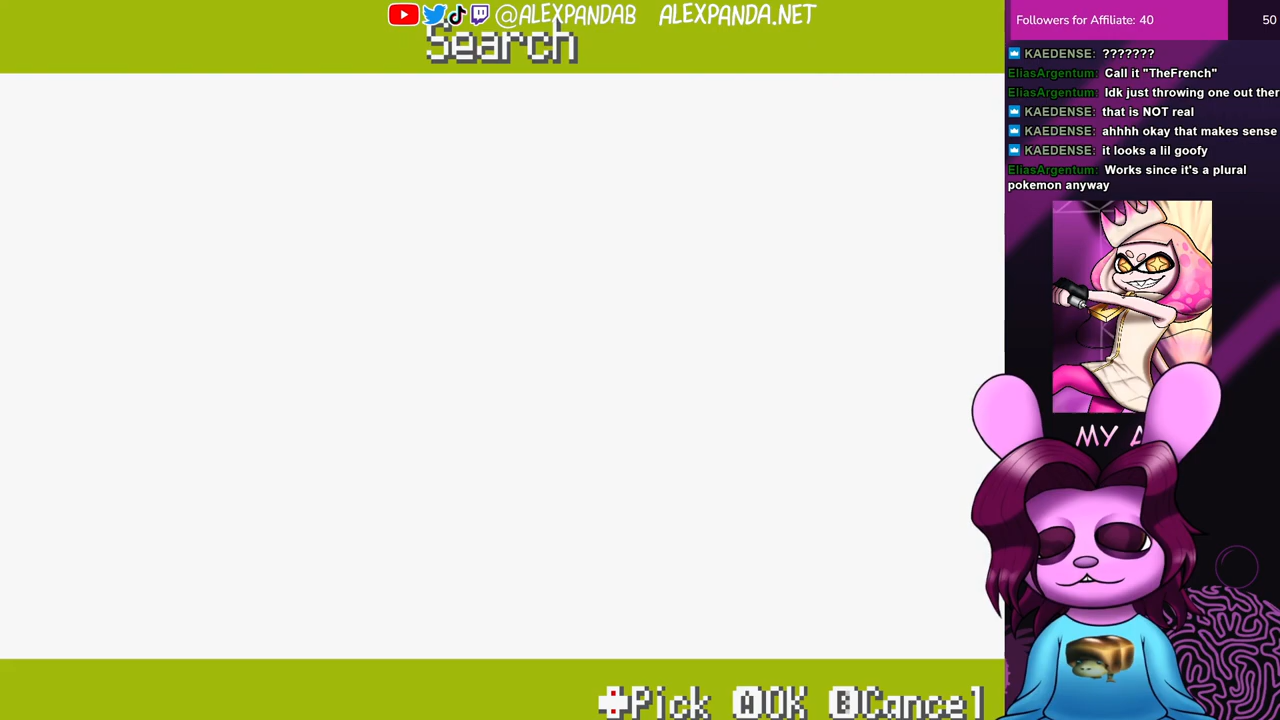 @ALEXPANDAB ALEXPANDA.NET
Search
Followers for Affiliate: 40 50
KAEDENSE: ???????
EliasArgentum: Call it "TheFrench"
EliasArgentum: Idk just throwing one out ther
KAEDENSE: that is NOT real
KAEDENSE: ahhhh okay that makes sense
KAEDENSE: it looks a lil goofy
EliasArgentum: Works since it's a plural
pokemon anyway
MY A
Pick A OK B Cancel